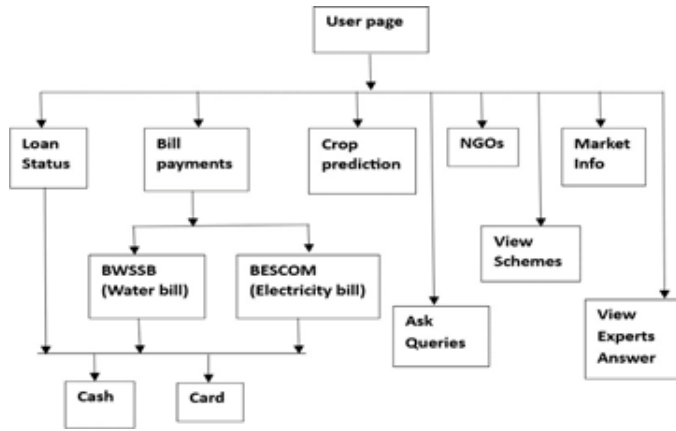 User page
Loan
Status
Bill
payments
Crop
prediction
NGOs
Market
Info
View
Schemes
BWSSB
(Water bill)
BESCOM
(Electricity bill)
Ask
Queries
View
Experts
Answer
Cash
Card